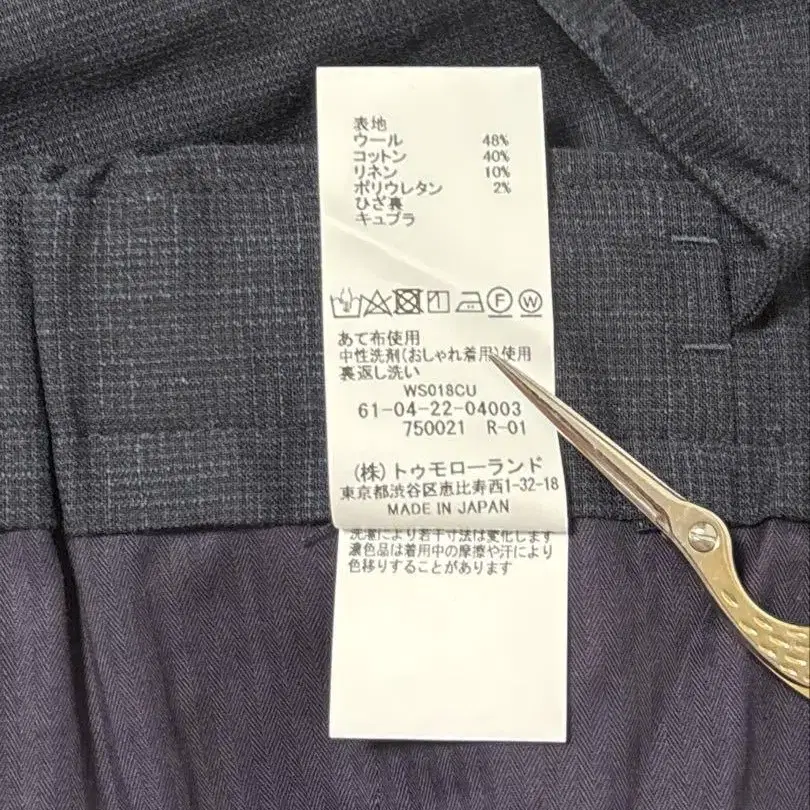 表地
ウール 48%
コットン 40%
リネン 10%
ポリウレタン 2%
ひざ裏
キュプラ
F W
あて布使用
中性洗剤(おしゃれ着用)使用
裏返し洗い
WS018CU
61-04-22-04003
750021 R-01
(株)トゥモローランド
東京都渋谷区恵比寿西1-32-18
MADE IN JAPAN
洗濯により若干寸法は変化します
濃色品は着用中の摩擦や汗により
色移りすることがあります